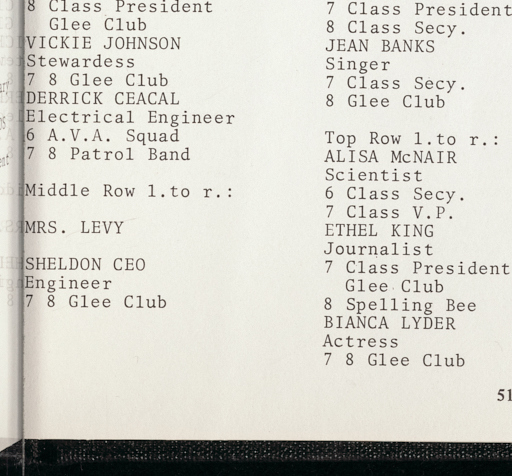 8 Class President
Glee Club
VICKIE JOHNSON
Stewardess
7 8 Glee Club
DERRICK CEACAL
Electrical Engineer
6 A.V.A. Squad
7 8 Patrol Band
Middle Row l.to r.:
MRS. LEVY
SHELDON CEO
Engineer
7 8 Glee Club
7 Class President
8 Class Secy.
JEAN BANKS
Singer
7 Class Secy.
8 Glee Club
Top Row l.to r.:
ALISA McNAIR
Scientist
6 Class Secy.
7 Class V.P.
ETHEL KING
Journalist
7 Class President
Glee Club
8 Spelling Bee
BIANCA LYDER
Actress
7 8 Glee Club
51